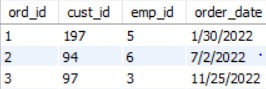 ord_id cust_id emp_id order_date
1 197 5 1/30/2022
2 94 6 7/2/2022
3 97 3 11/25/2022